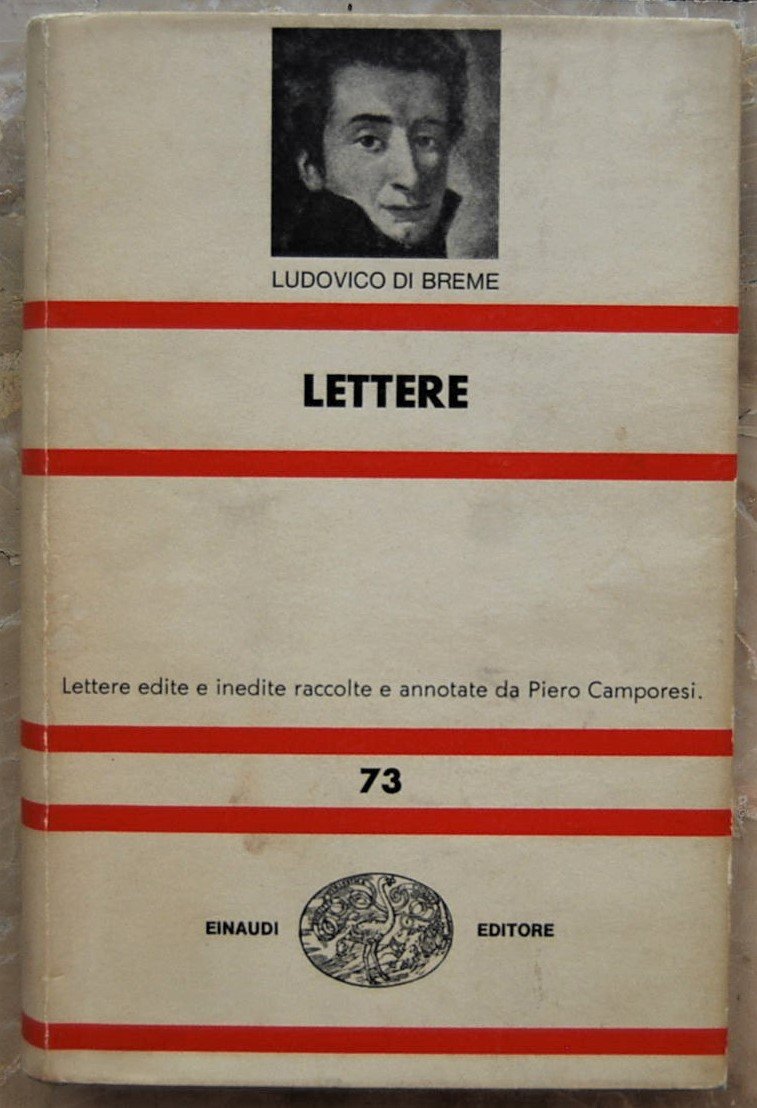 LUDOVICO DI BREME
LETTERE
Lettere edite e inedite raccolte e annotate da Piero Camporesi.
73
EINAUDI EDITORE